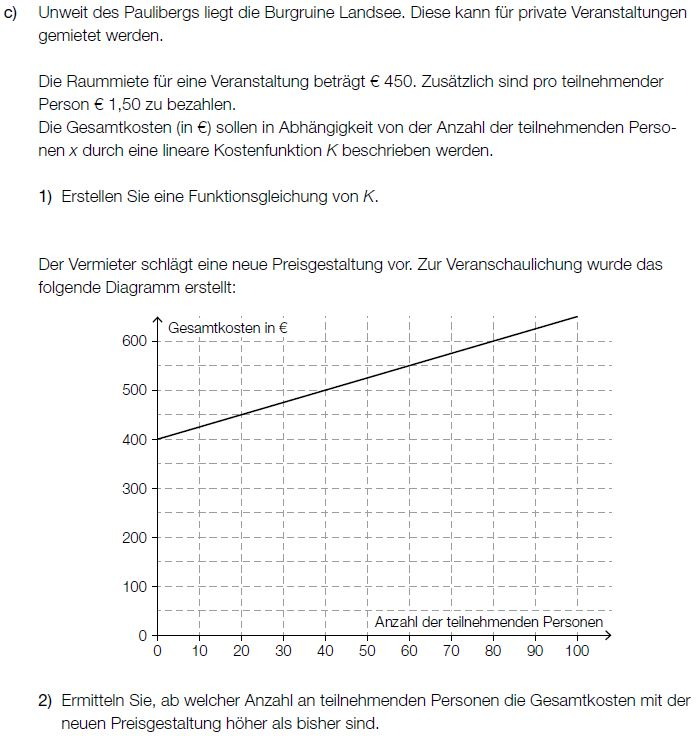 c) Unweit des Paulibergs liegt die Burgruine Landsee. Diese kann für private Veranstaltungen
gemietet werden.
Die Raummiete für eine Veranstaltung beträgt € 450. Zusätzlich sind pro teilnehmender
Person € 1,50 zu bezahlen.
Die Gesamtkosten (in €) sollen in Abhängigkeit von der Anzahl der teilnehmenden Perso-
nen x durch eine lineare Kostenfunktion K beschrieben werden.
1) Erstellen Sie eine Funktionsgleichung von K.
Der Vermieter schlägt eine neue Preisgestaltung vor. Zur Veranschaulichung wurde das
folgende Diagramm erstellt:
Gesamtkosten in €
600
500
400
300
200
100
0
Anzahl der teilnehmenden Personen
0 10 20 30 40 50 60 70 80 90 100
2) Ermitteln Sie, ab welcher Anzahl an teilnehmenden Personen die Gesamtkosten mit der
neuen Preisgestaltung höher als bisher sind.